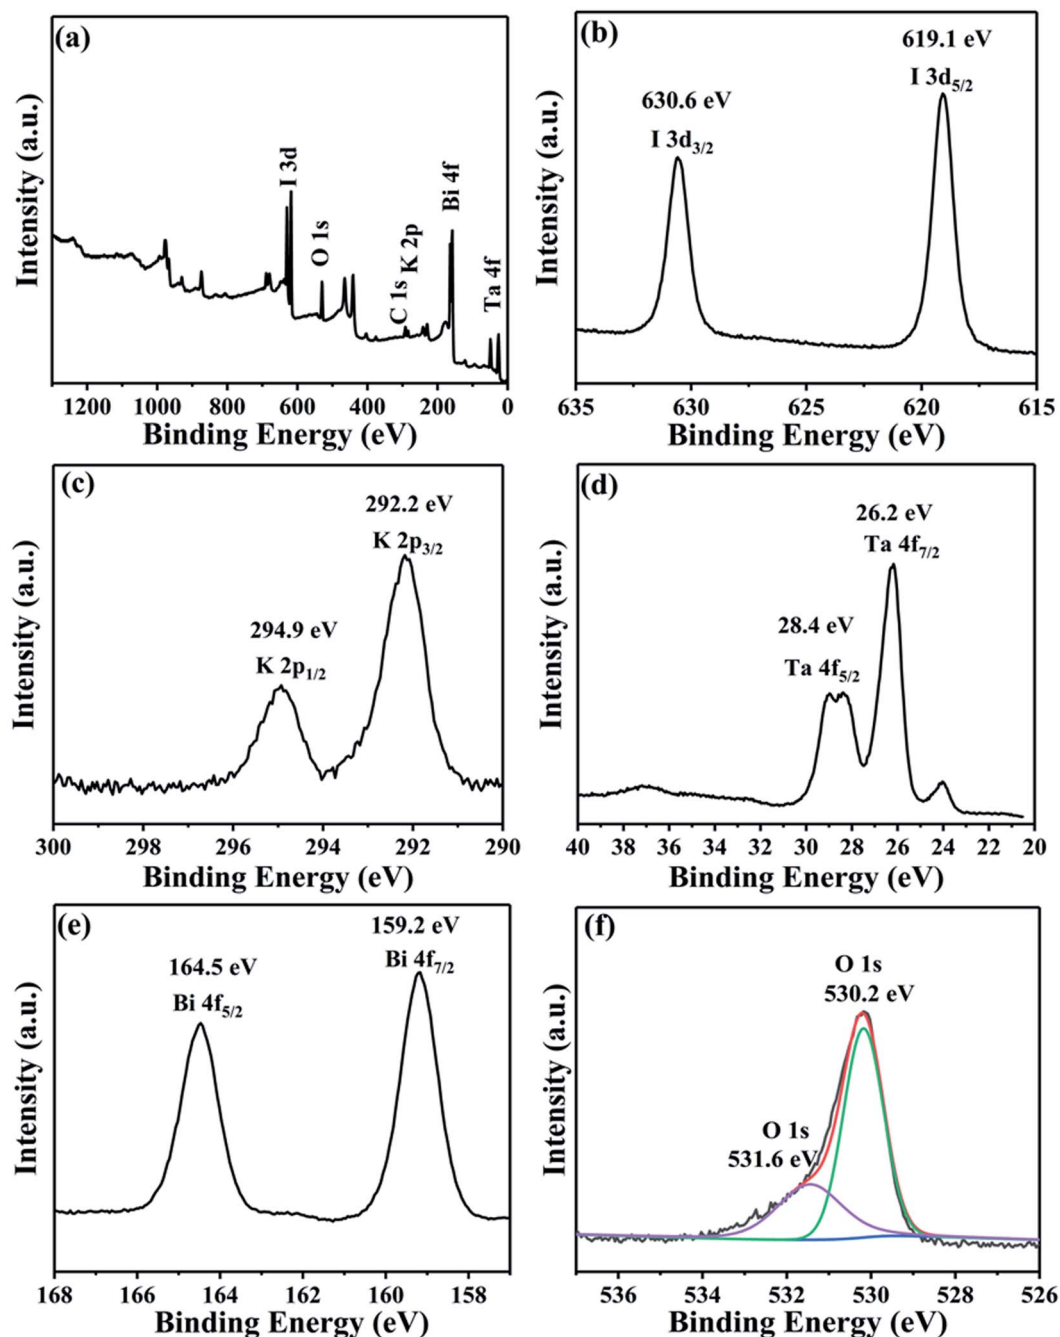 (a)
Intensity (a.u.)
I 3d
O 1s
C 1s
K 2p
Bi 4f
Ta 4f
1200 1000 800 600 400 200 0
Binding Energy (eV)
(b)
Intensity (a.u.)
619.1 eV
I 3d5/2
630.6 eV
I 3d3/2
635 630 625 620 615
Binding Energy (eV)
(c)
Intensity (a.u.)
292.2 eV
K 2p3/2
294.9 eV
K 2p1/2
300 298 296 294 292 290
Binding Energy (eV)
(d)
Intensity (a.u.)
26.2 eV
Ta 4f7/2
28.4 eV
Ta 4f5/2
40 38 36 34 32 30 28 26 24 22 20
Binding Energy (eV)
(e)
Intensity (a.u.)
159.2 eV
Bi 4f7/2
164.5 eV
Bi 4f5/2
168 166 164 162 160 158
Binding Energy (eV)
(f)
Intensity (a.u.)
O 1s
530.2 eV
O 1s
531.6 eV
536 534 532 530 528 526
Binding Energy (eV)